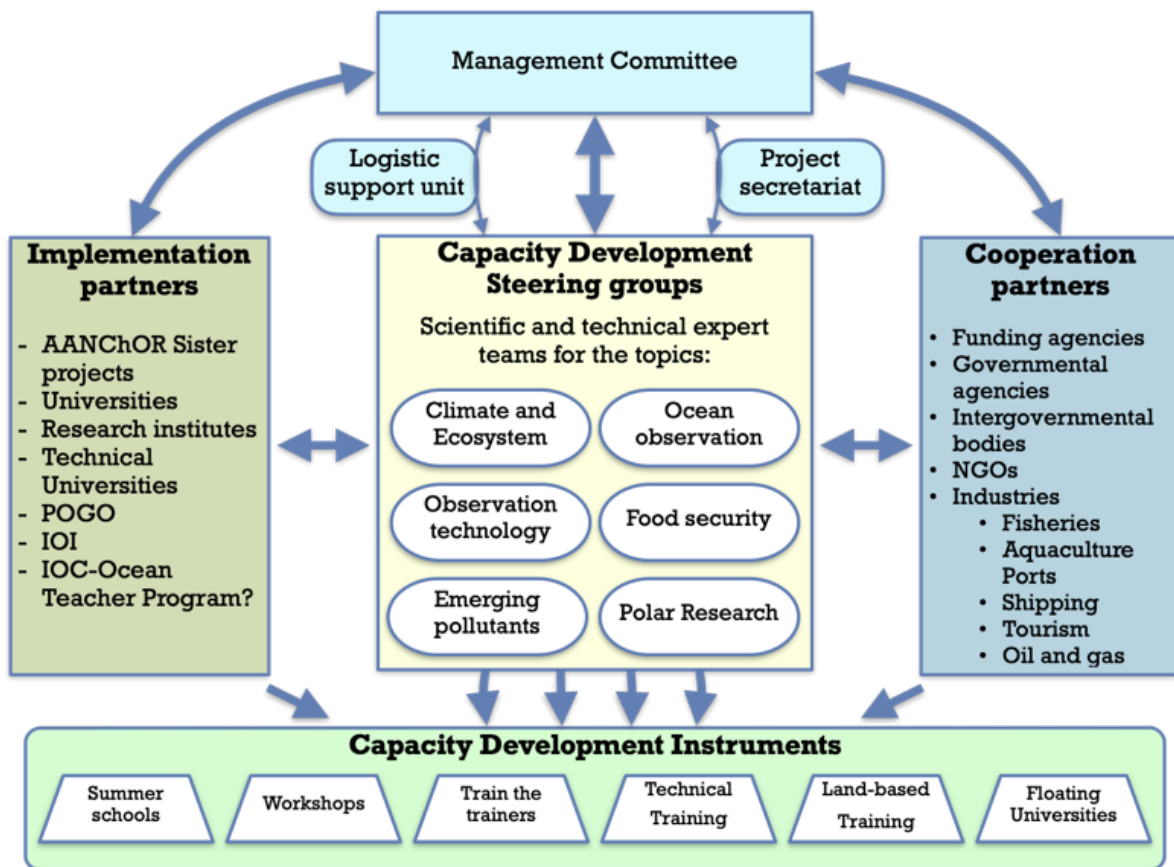 Management Committee
Logistic
support unit
Project
secretariat
Implementation
partners
- AANChOR Sister
projects
- Universities
- Research institutes
- Technical
Universities
- POGO
- IOI
- IOC-Ocean
Teacher Program?
Capacity Development
Steering groups
Scientific and technical expert
teams for the topics:
Climate and
Ecosystem
Ocean
observation
Observation
technology
Food security
Emerging
pollutants
Polar Research
Cooperation
partners
• Funding agencies
• Governmental
agencies
• Intergovernmental
bodies
• NGOs
• Industries
• Fisheries
• Aquaculture
Ports
• Shipping
• Tourism
• Oil and gas
Capacity Development Instruments
Summer
schools
Workshops
Train the
trainers
Technical
Training
Land-based
Training
Floating
Universities